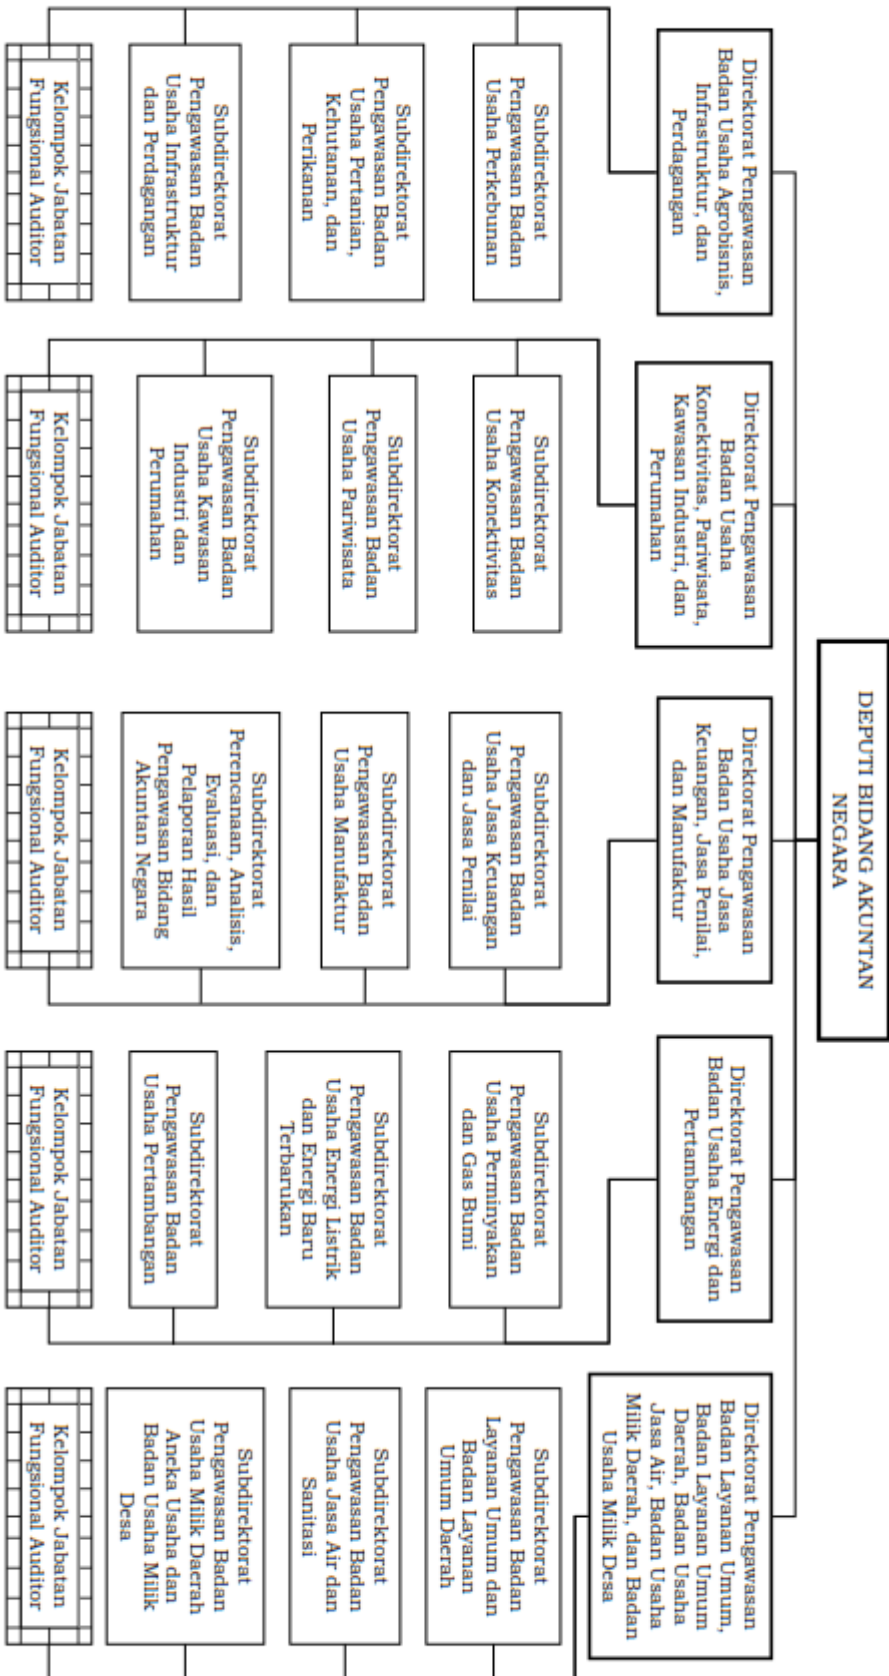 DEPUTI BIDANG AKUNTAN
NEGARA
Direktorat Pengawasan
Badan Usaha Agrobisnis,
Infrastruktur, dan
Perdagangan
Subdirektorat
Pengawasan Badan
Usaha Perkebunan
Subdirektorat
Pengawasan Badan
Usaha Pertanian,
Kehutanan, dan
Perikanan
Subdirektorat
Pengawasan Badan
Usaha Infrastruktur
dan Perdagangan
Kelompok Jabatan
Fungsional Auditor
Direktorat Pengawasan
Badan Usaha
Konektivitas, Pariwisata,
Kawasan Industri, dan
Perumahan
Subdirektorat
Pengawasan Badan
Usaha Konektivitas
Subdirektorat
Pengawasan Badan
Usaha Pariwisata
Subdirektorat
Pengawasan Badan
Usaha Kawasan
Industri dan
Perumahan
Kelompok Jabatan
Fungsional Auditor
Direktorat Pengawasan
Badan Usaha Jasa
Keuangan, Jasa Penilai,
dan Manufaktur
Subdirektorat
Pengawasan Badan
Usaha Jasa Keuangan
dan Jasa Penilai
Subdirektorat
Pengawasan Badan
Usaha Manufaktur
Subdirektorat
Perencanaan, Analisis,
Evaluasi, dan
Pelaporan Hasil
Pengawasan Bidang
Akuntan Negara
Kelompok Jabatan
Fungsional Auditor
Direktorat Pengawasan
Badan Usaha Energi dan
Pertambangan
Subdirektorat
Pengawasan Badan
Usaha Perminyakan
dan Gas Bumi
Subdirektorat
Pengawasan Badan
Usaha Energi Listrik
dan Energi Baru
Terbarukan
Subdirektorat
Pengawasan Badan
Usaha Pertambangan
Kelompok Jabatan
Fungsional Auditor
Direktorat Pengawasan
Badan Layanan Umum,
Badan Layanan Umum
Daerah, Badan Usaha
Jasa Air, Badan Usaha
Milik Daerah, dan Badan
Usaha Milik Desa
Subdirektorat
Pengawasan Badan
Layanan Umum dan
Badan Layanan
Umum Daerah
Subdirektorat
Pengawasan Badan
Usaha Jasa Air dan
Sanitasi
Subdirektorat
Pengawasan Badan
Usaha Milik Daerah
Aneka Usaha dan
Badan Usaha Milik
Desa
Kelompok Jabatan
Fungsional Auditor